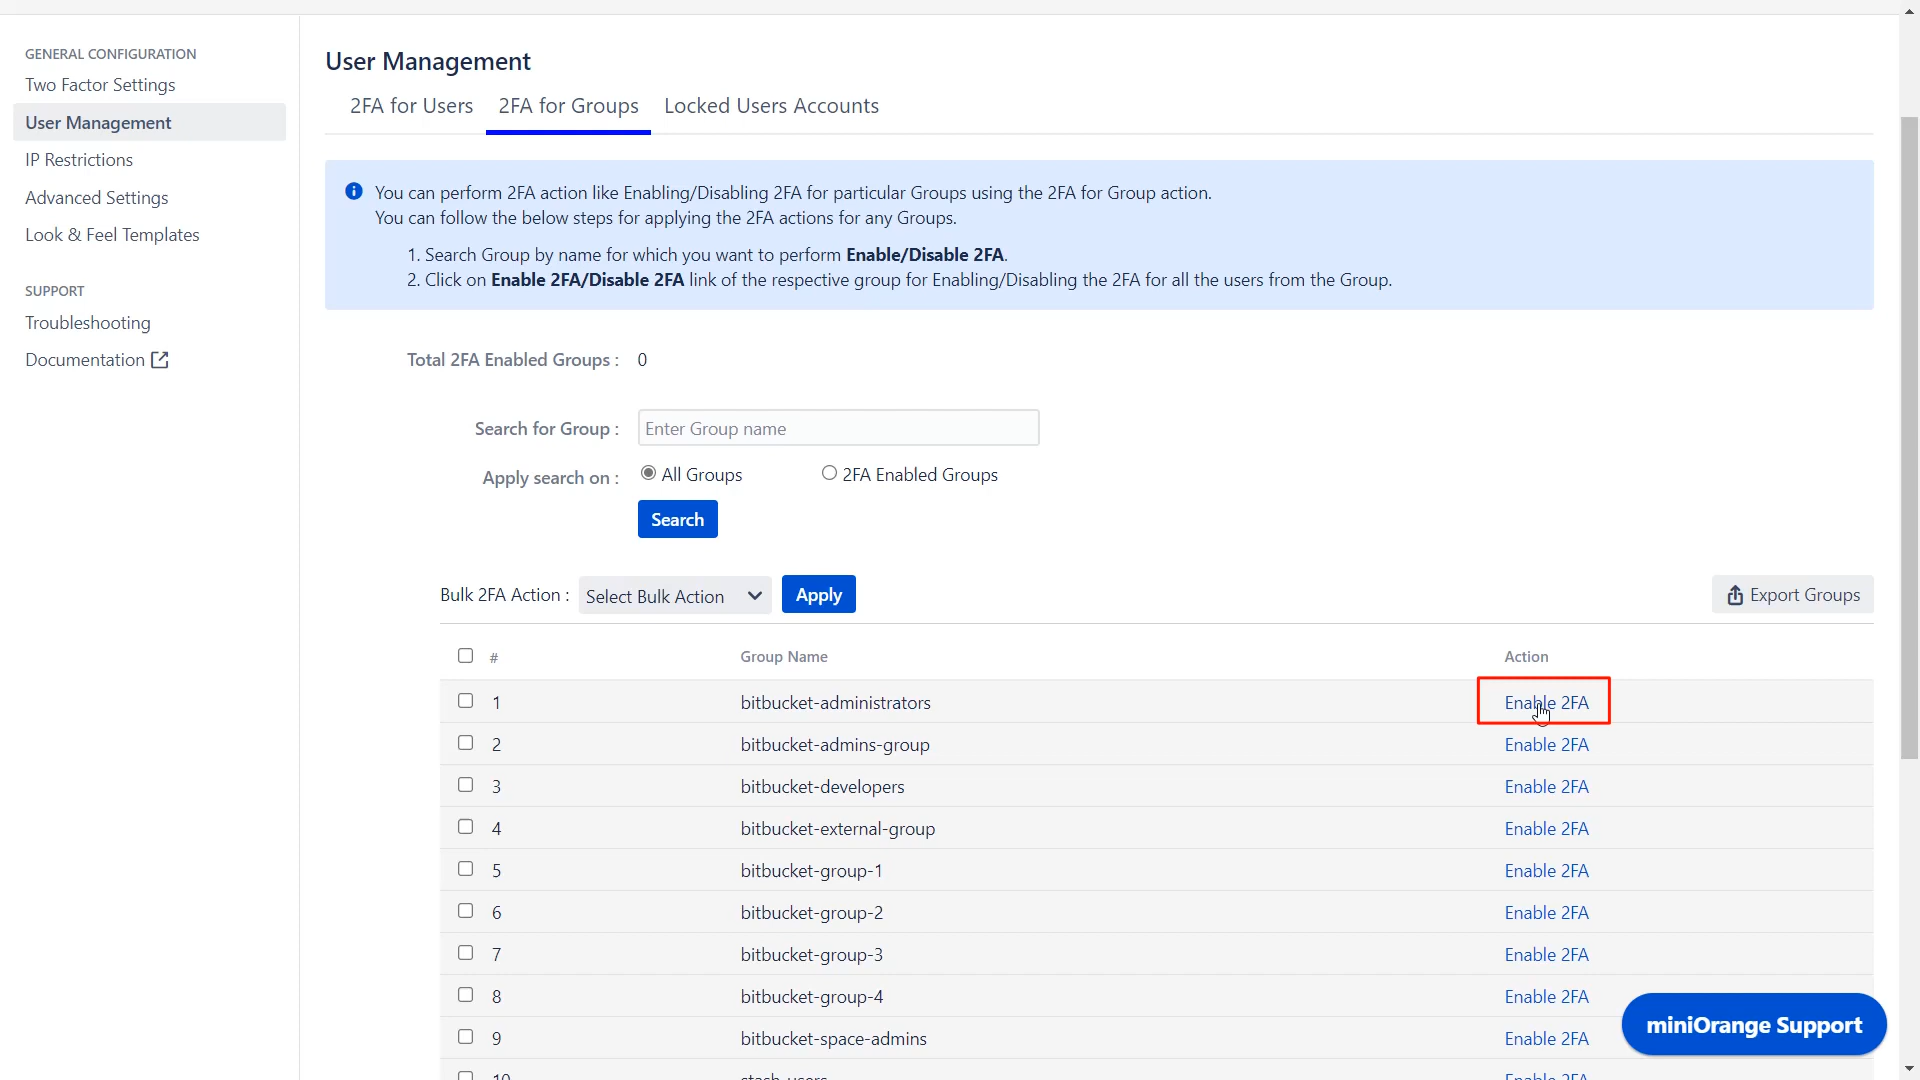 GENERAL CONFIGURATION
Two Factor Settings
User Management
IP Restrictions
Advanced Settings
Look & Feel Templates
SUPPORT
Troubleshooting
Documentation
User Management
2FA for Users 2FA for Groups Locked Users Accounts
You can perform 2FA action like Enabling/Disabling 2FA for particular Groups using the 2FA for Group action.
You can follow the below steps for applying the 2FA actions for any Groups.
1. Search Group by name for which you want to perform Enable/Disable 2FA.
2. Click on Enable 2FA/Disable 2FA link of the respective group for Enabling/Disabling the 2FA for all the users from the Group.
Total 2FA Enabled Groups : 0
Search for Group : Enter Group name
Apply search on : All Groups 2FA Enabled Groups
Search
Bulk 2FA Action : Select Bulk Action Apply Export Groups
# Group Name Action
1 bitbucket-administrators Enable 2FA
2 bitbucket-admins-group Enable 2FA
3 bitbucket-developers Enable 2FA
4 bitbucket-external-group Enable 2FA
5 bitbucket-group-1 Enable 2FA
6 bitbucket-group-2 Enable 2FA
7 bitbucket-group-3 Enable 2FA
8 bitbucket-group-4 Enable 2FA
9 bitbucket-space-admins Enable 2FA
10 stash-users Enable 2FA
miniOrange Support